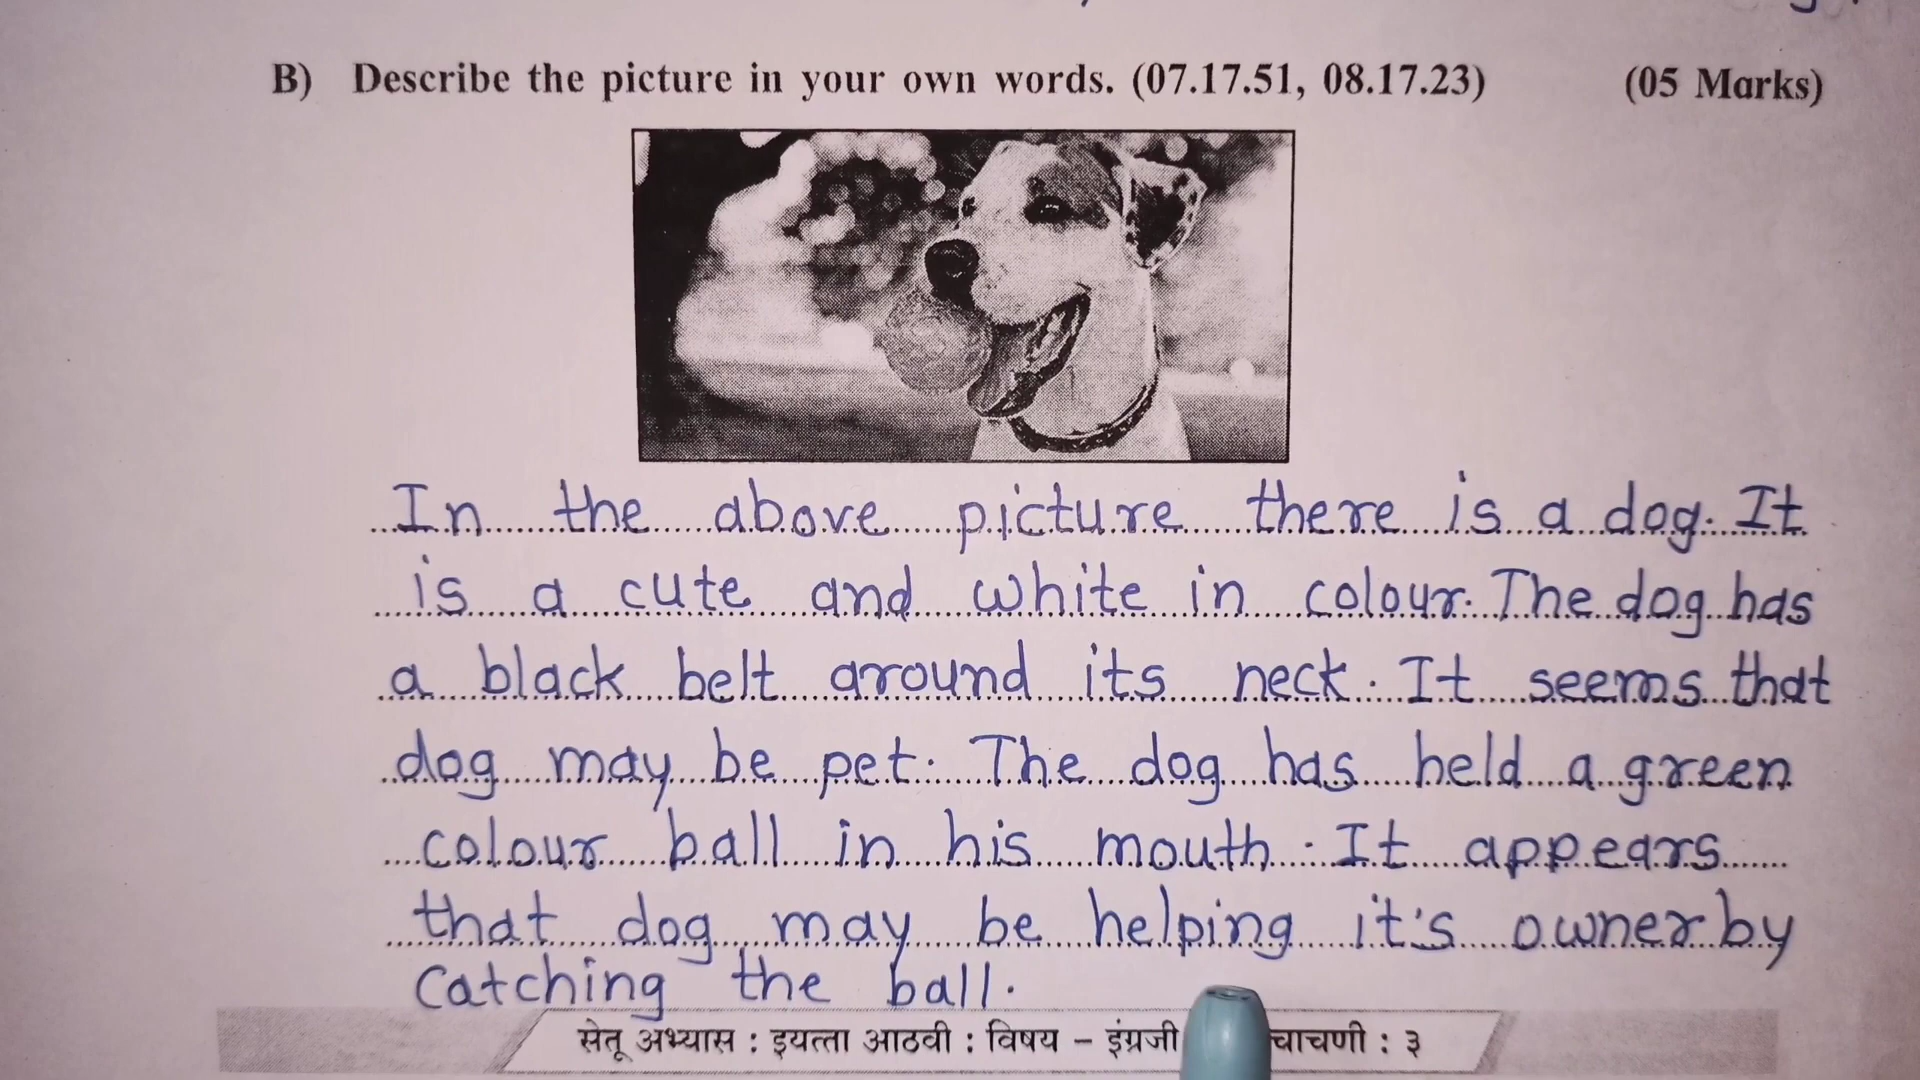 B) Describe the picture in your own words. (07.17.51, 08.17.23) (05 Marks)
In the above picture there is a dog. It
is a cute and white in colour. The dog has
a black belt around its neck. It seems that
dog may be pet. The dog has held a green
colour ball in his mouth. It appears
that dog may be helping it's owner by
catching the ball.
सेतू अभ्यास : इयत्ता आठवी : विषय – इंग्रजी चाचणी : ३